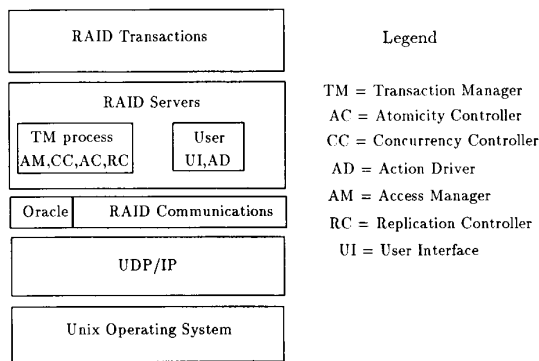 RAID Transactions
RAID Servers
TM process
AM,CC,AC,RC
User
UI,AD
Oracle
RAID Communications
UDP/IP
Unix Operating System
Legend
TM = Transaction Manager
AC = Atomicity Controller
CC = Concurrency Controller
AD = Action Driver
AM = Access Manager
RC = Replication Controller
UI = User Interface